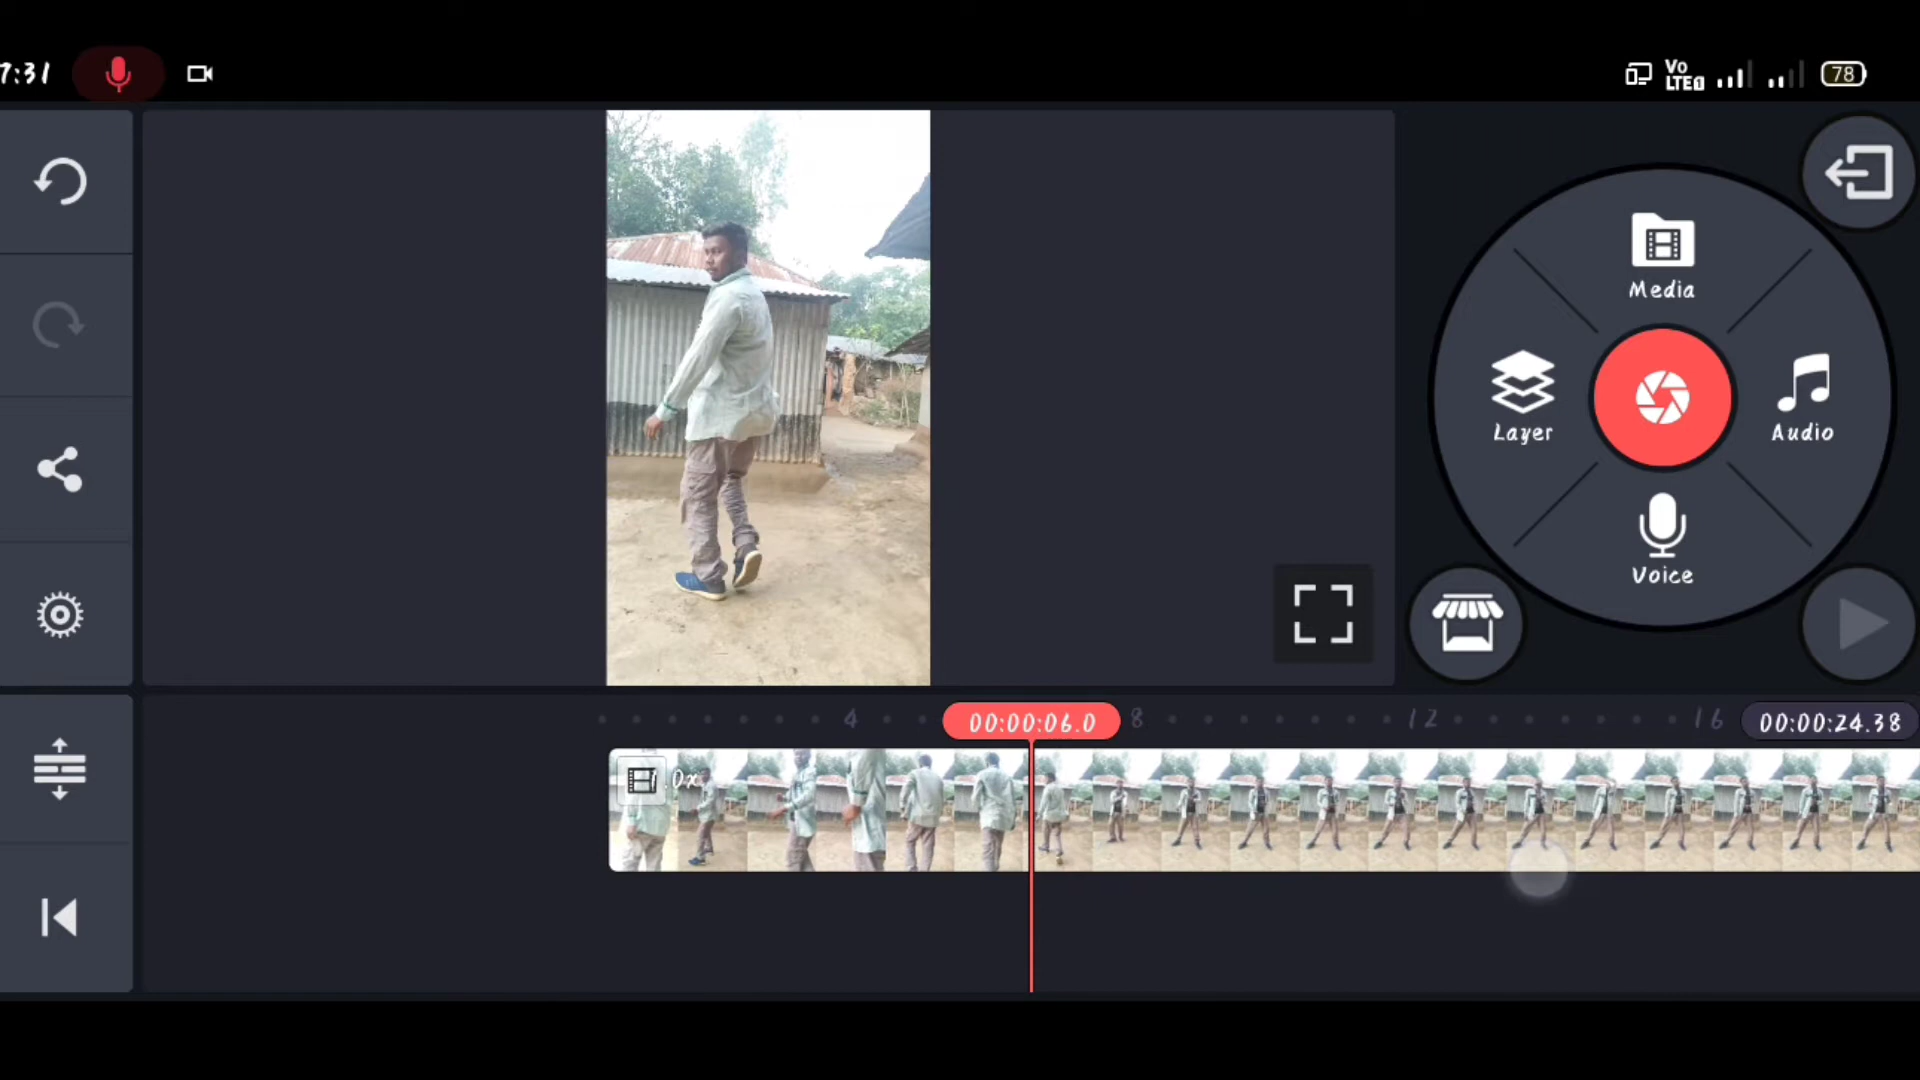 7:31
Vo
LTE1
78
Media
Layer
Audio
Voice
4
00:00:06.0
8
12
16
00:00:24.38
.0x